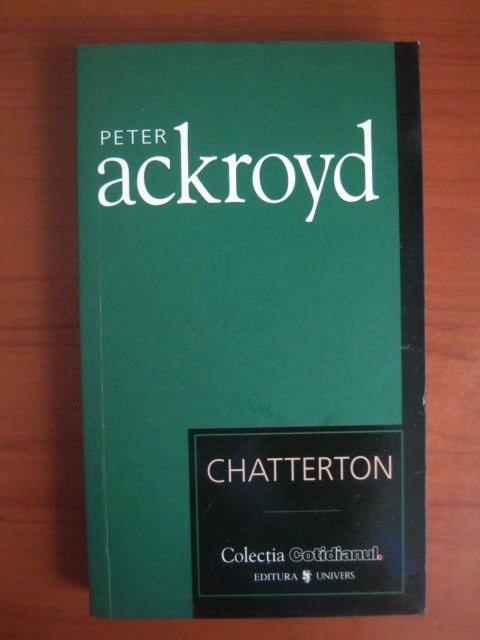 PETER
ackroyd
CHATTERTON
Colecția Cotidianul.
EDITURA UNIVERS